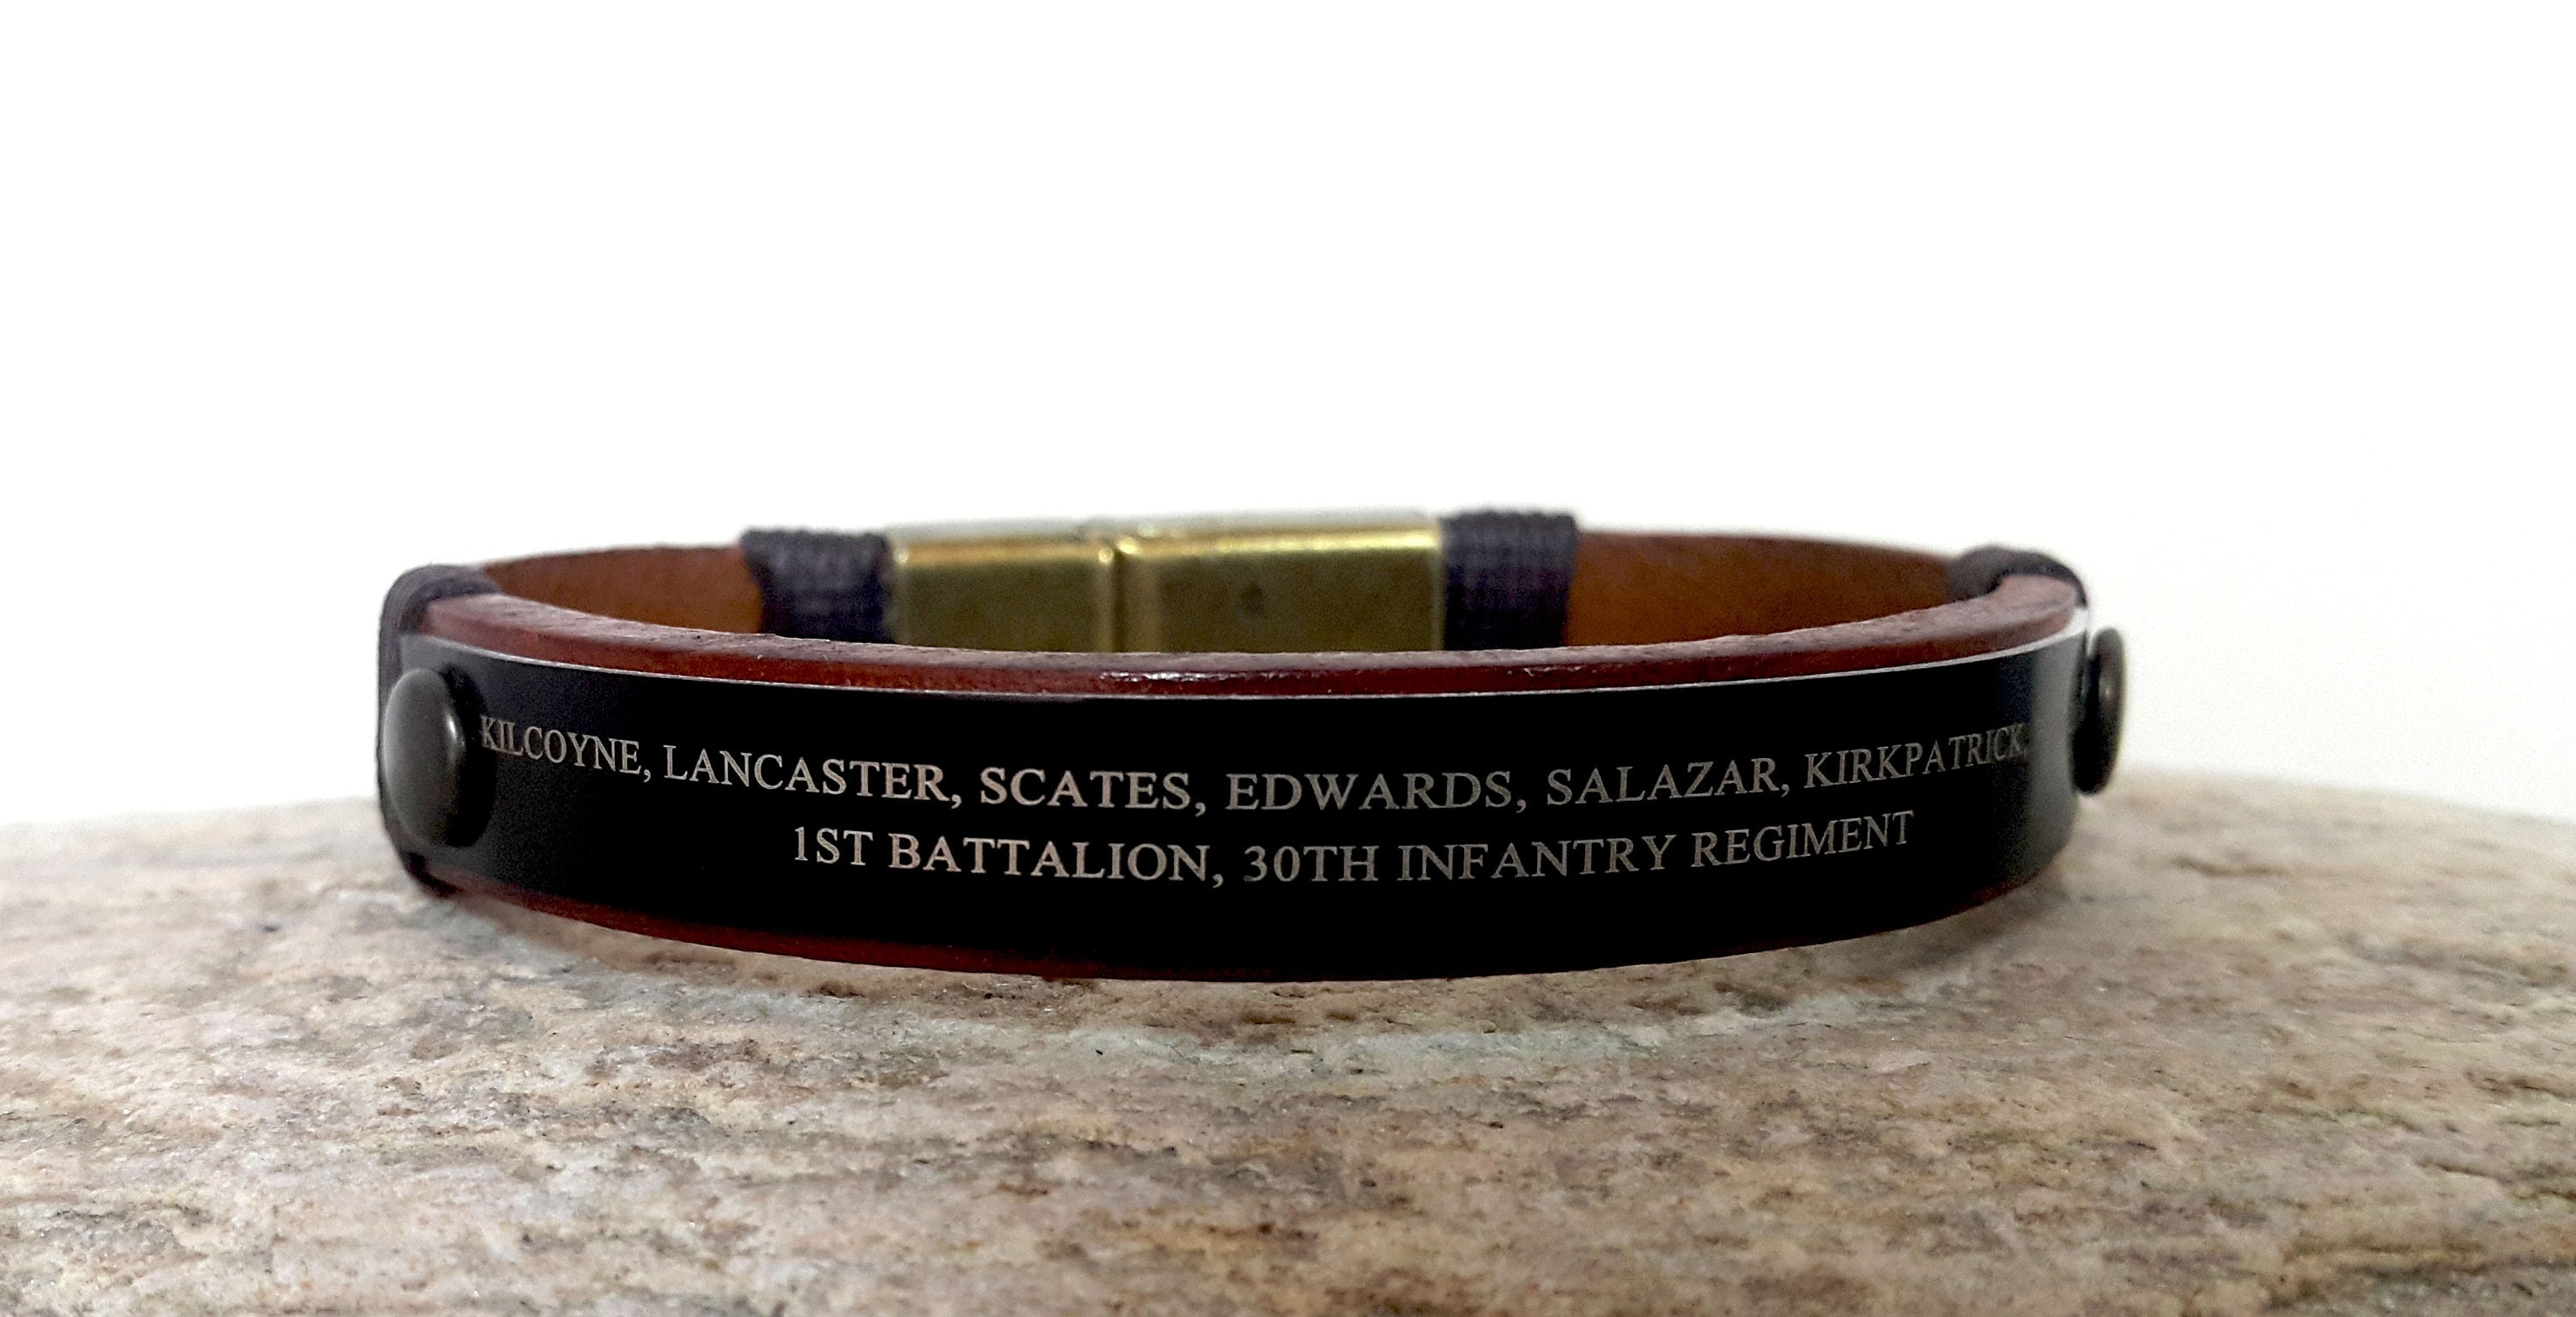 KILCOYNE, LANCASTER, SCATES, EDWARDS, SALAZAR, KIRKPATRICK,
1ST BATTALION, 30TH INFANTRY REGIMENT